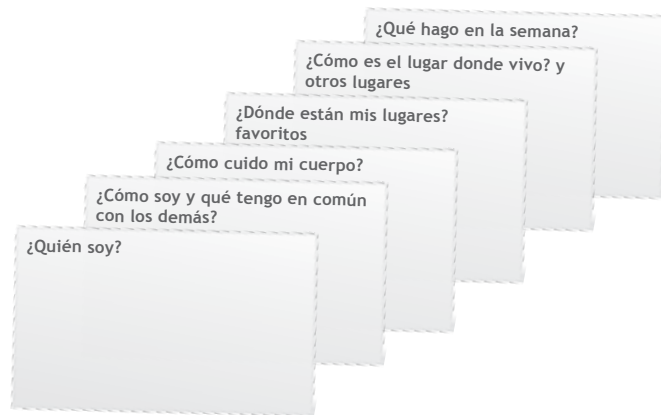 ¿Qué hago en la semana?
¿Cómo es el lugar donde vivo? y
otros lugares
¿Dónde están mis lugares?
favoritos
¿Cómo cuido mi cuerpo?
¿Cómo soy y qué tengo en común
con los demás?
¿Quién soy?